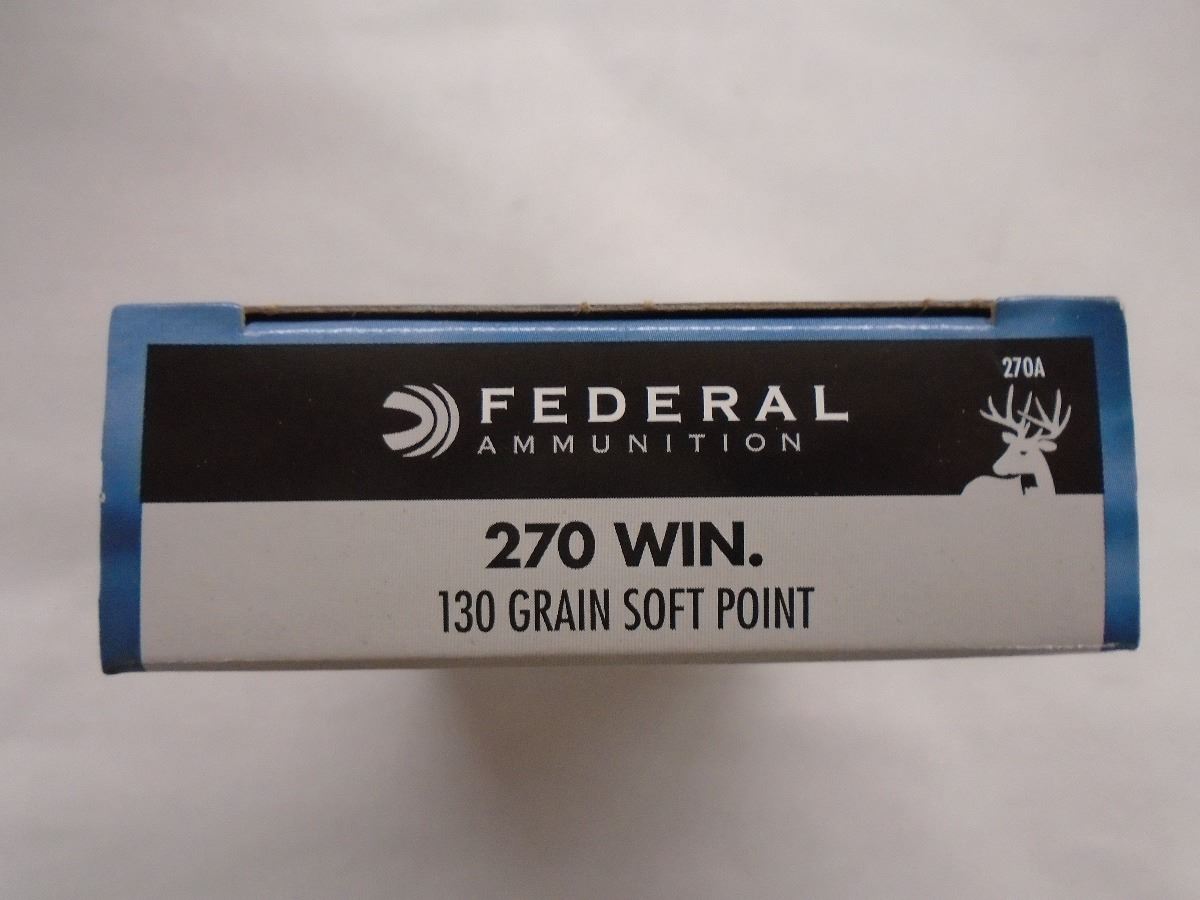 270A
FEDERAL
AMMUNITION
270 WIN.
130 GRAIN SOFT POINT